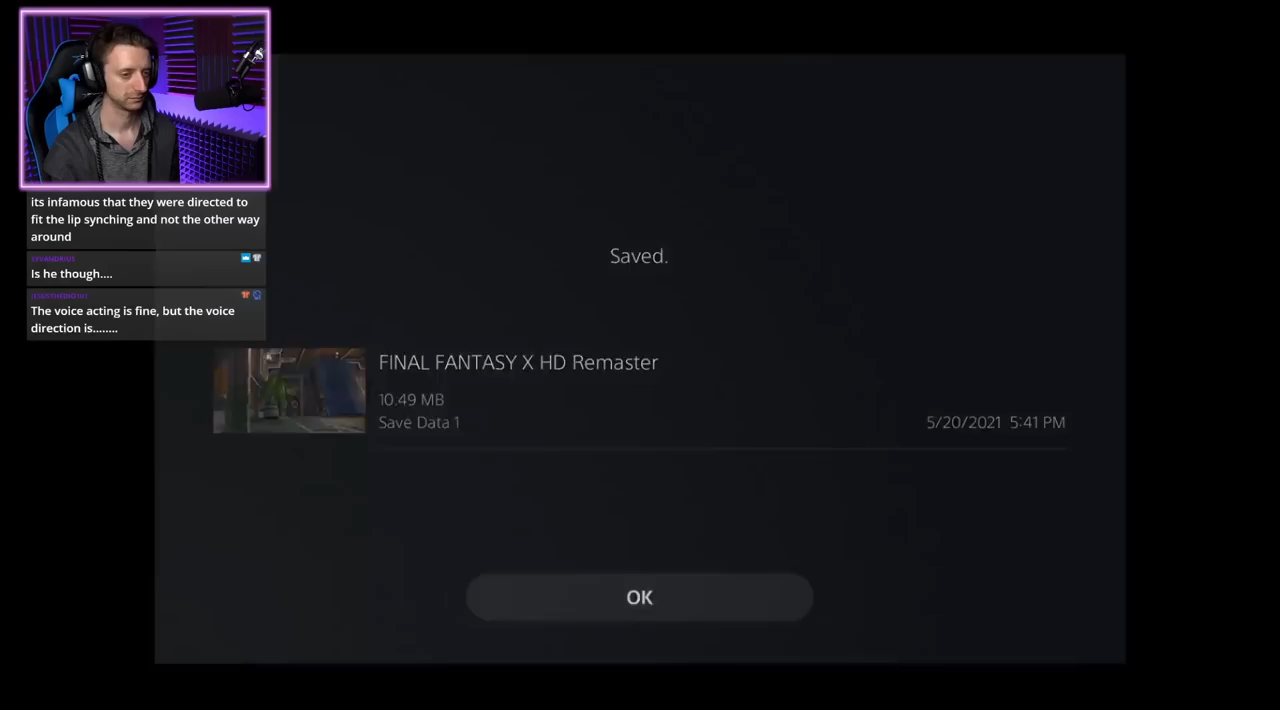 its infamous that they were directed to
fit the lip synching and not the other way
around
Is he though....
The voice acting is fine, but the voice
direction is........
Saved.
FINAL FANTASY X HD Remaster
10.49 MB
Save Data 1
5/20/2021 5:41 PM
OK